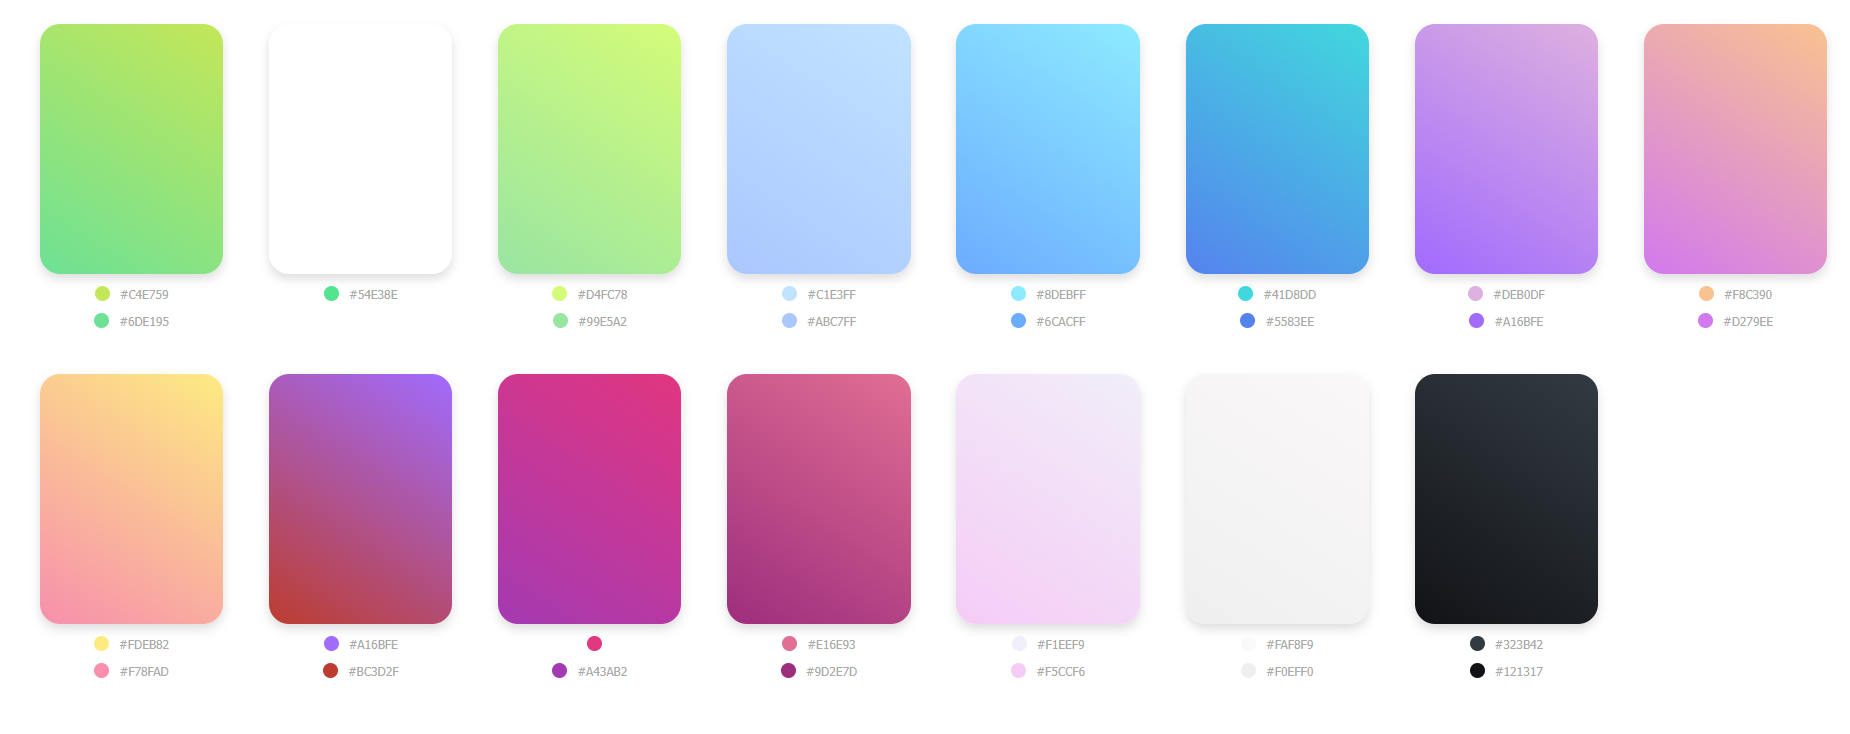 #C4E759
#6DE195
#54E38E
#D4FC78
#99E5A2
#C1E3FF
#ABC7FF
#8DEBFF
#6CACFF
#41D8DD
#5583EE
#DEB0DF
#A16BFE
#F8C390
#D279EE
#FDEB82
#F78FAD
#A16BFE
#BC3D2F
#A43AB2
#E16E93
#9D2E7D
#F1EEF9
#F5CCF6
#FAF8F9
#F0EFF0
#323B42
#121317